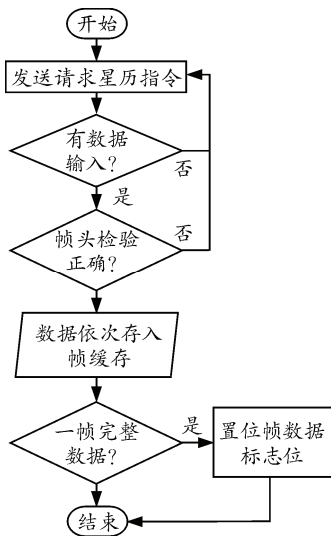 开始
发送请求星历指令
有数据
输入?
否
是
帧头检验
正确?
否
数据依次存入
帧缓存
一帧完整
数据?
是
置位帧数据
标志位
结束